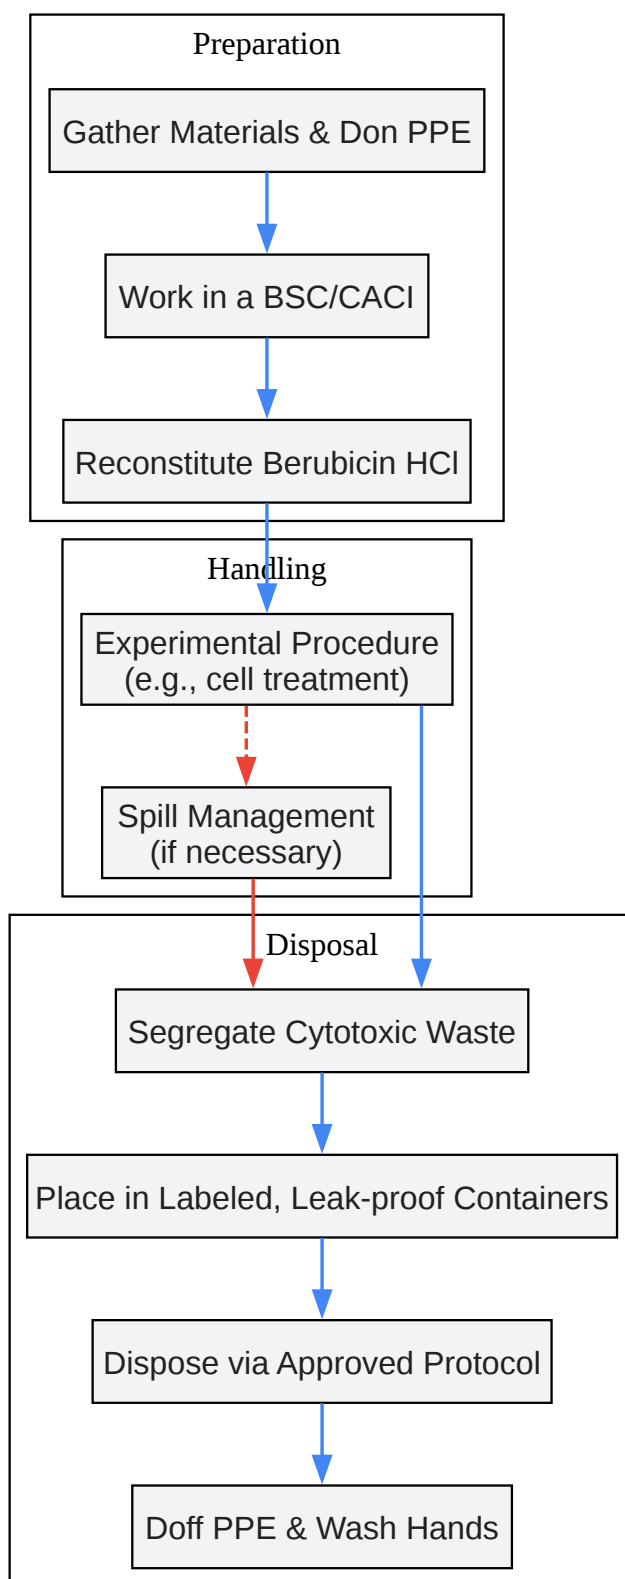 Preparation
Gather Materials & Don PPE
Work in a BSC/CACI
Reconstitute Berubicin HCl
Handling
Experimental Procedure
(e.g., cell treatment)
Spill Management
(if necessary)
Disposal
Segregate Cytotoxic Waste
Place in Labeled, Leak-proof Containers
Dispose via Approved Protocol
Doff PPE & Wash Hands